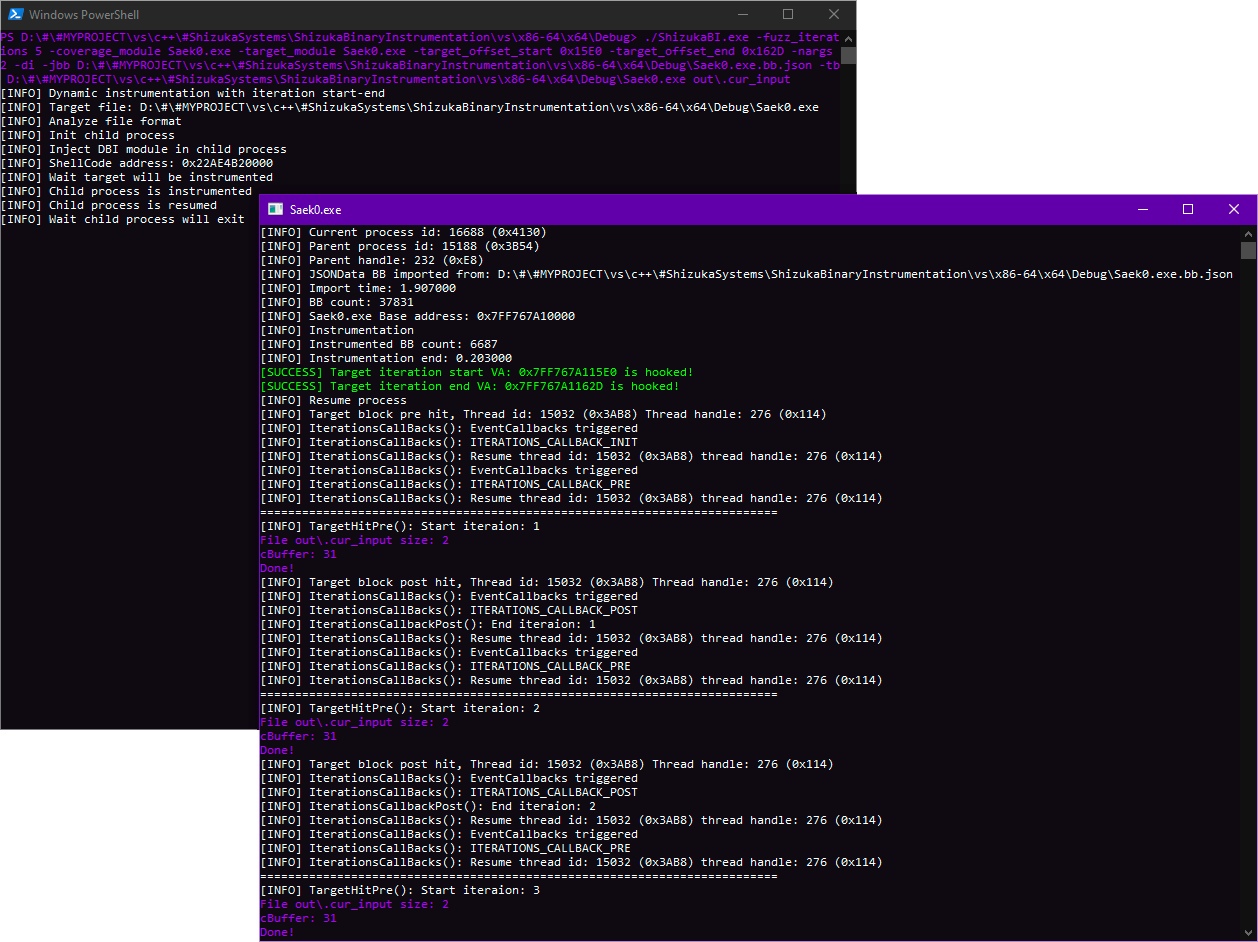 Windows PowerShell
PS D:\#\#MYPROJECT\vs\c++\#ShizukaSystems\ShizukaBinaryInstrumentation\vs\x86-64\x64\Debug> ./ShizukaBI.exe -fuzz_iterat
ions 5 -coverage_module Saek0.exe -target_module Saek0.exe -target_offset_start 0x15E0 -target_offset_end 0x162D -nargs
2 -di -jbb D:\#\#MYPROJECT\vs\c++\#ShizukaSystems\ShizukaBinaryInstrumentation\vs\x86-64\x64\Debug\Saek0.exe.bb.json -tb
D:\#\#MYPROJECT\vs\c++\#ShizukaSystems\ShizukaBinaryInstrumentation\vs\x86-64\x64\Debug\Saek0.exe out\.cur_input
[INFO] Dynamic instrumentation with iteration start-end
[INFO] Target file: D:\#\#MYPROJECT\vs\c++\#ShizukaSystems\ShizukaBinaryInstrumentation\vs\x86-64\x64\Debug\Saek0.exe
[INFO] Analyze file format
[INFO] Init child process
[INFO] Inject DBI module in child process
[INFO] ShellCode address: 0x22AE4B20000
[INFO] Wait target will be instrumented
[INFO] Child process is instrumented
[INFO] Child process is resumed
[INFO] Wait child process will exit
Saek0.exe
[INFO] Current process id: 16688 (0x4130)
[INFO] Parent process id: 15188 (0x3B54)
[INFO] Parent handle: 232 (0xE8)
[INFO] JSONData BB imported from: D:\#\#MYPROJECT\vs\c++\#ShizukaSystems\ShizukaBinaryInstrumentation\vs\x86-64\x64\Debug\Saek0.exe.bb.json
[INFO] Import time: 1.907000
[INFO] BB count: 37831
[INFO] Saek0.exe Base address: 0x7FF767A10000
[INFO] Instrumentation
[INFO] Instrumented BB count: 6687
[INFO] Instrumentation end: 0.203000
[SUCCESS] Target iteration start VA: 0x7FF767A115E0 is hooked!
[SUCCESS] Target iteration end VA: 0x7FF767A1162D is hooked!
[INFO] Resume process
[INFO] Target block pre hit, Thread id: 15032 (0x3AB8) Thread handle: 276 (0x114)
[INFO] IterationsCallBacks(): EventCallbacks triggered
[INFO] IterationsCallBacks(): ITERATIONS_CALLBACK_INIT
[INFO] IterationsCallBacks(): Resume thread id: 15032 (0x3AB8) thread handle: 276 (0x114)
[INFO] IterationsCallBacks(): EventCallbacks triggered
[INFO] IterationsCallBacks(): ITERATIONS_CALLBACK_PRE
[INFO] IterationsCallBacks(): Resume thread id: 15032 (0x3AB8) thread handle: 276 (0x114)
==========================================================================
[INFO] TargetHitPre(): Start iteraion: 1
File out\.cur_input size: 2
cBuffer: 31
Done!
[INFO] Target block post hit, Thread id: 15032 (0x3AB8) Thread handle: 276 (0x114)
[INFO] IterationsCallBacks(): EventCallbacks triggered
[INFO] IterationsCallBacks(): ITERATIONS_CALLBACK_POST
[INFO] IterationsCallbackPost(): End iteraion: 1
[INFO] IterationsCallBacks(): Resume thread id: 15032 (0x3AB8) thread handle: 276 (0x114)
[INFO] IterationsCallBacks(): EventCallbacks triggered
[INFO] IterationsCallBacks(): ITERATIONS_CALLBACK_PRE
[INFO] IterationsCallBacks(): Resume thread id: 15032 (0x3AB8) thread handle: 276 (0x114)
==========================================================================
[INFO] TargetHitPre(): Start iteraion: 2
File out\.cur_input size: 2
cBuffer: 31
Done!
[INFO] Target block post hit, Thread id: 15032 (0x3AB8) Thread handle: 276 (0x114)
[INFO] IterationsCallBacks(): EventCallbacks triggered
[INFO] IterationsCallBacks(): ITERATIONS_CALLBACK_POST
[INFO] IterationsCallbackPost(): End iteraion: 2
[INFO] IterationsCallBacks(): Resume thread id: 15032 (0x3AB8) thread handle: 276 (0x114)
[INFO] IterationsCallBacks(): EventCallbacks triggered
[INFO] IterationsCallBacks(): ITERATIONS_CALLBACK_PRE
[INFO] IterationsCallBacks(): Resume thread id: 15032 (0x3AB8) thread handle: 276 (0x114)
==========================================================================
[INFO] TargetHitPre(): Start iteraion: 3
File out\.cur_input size: 2
cBuffer: 31
Done!